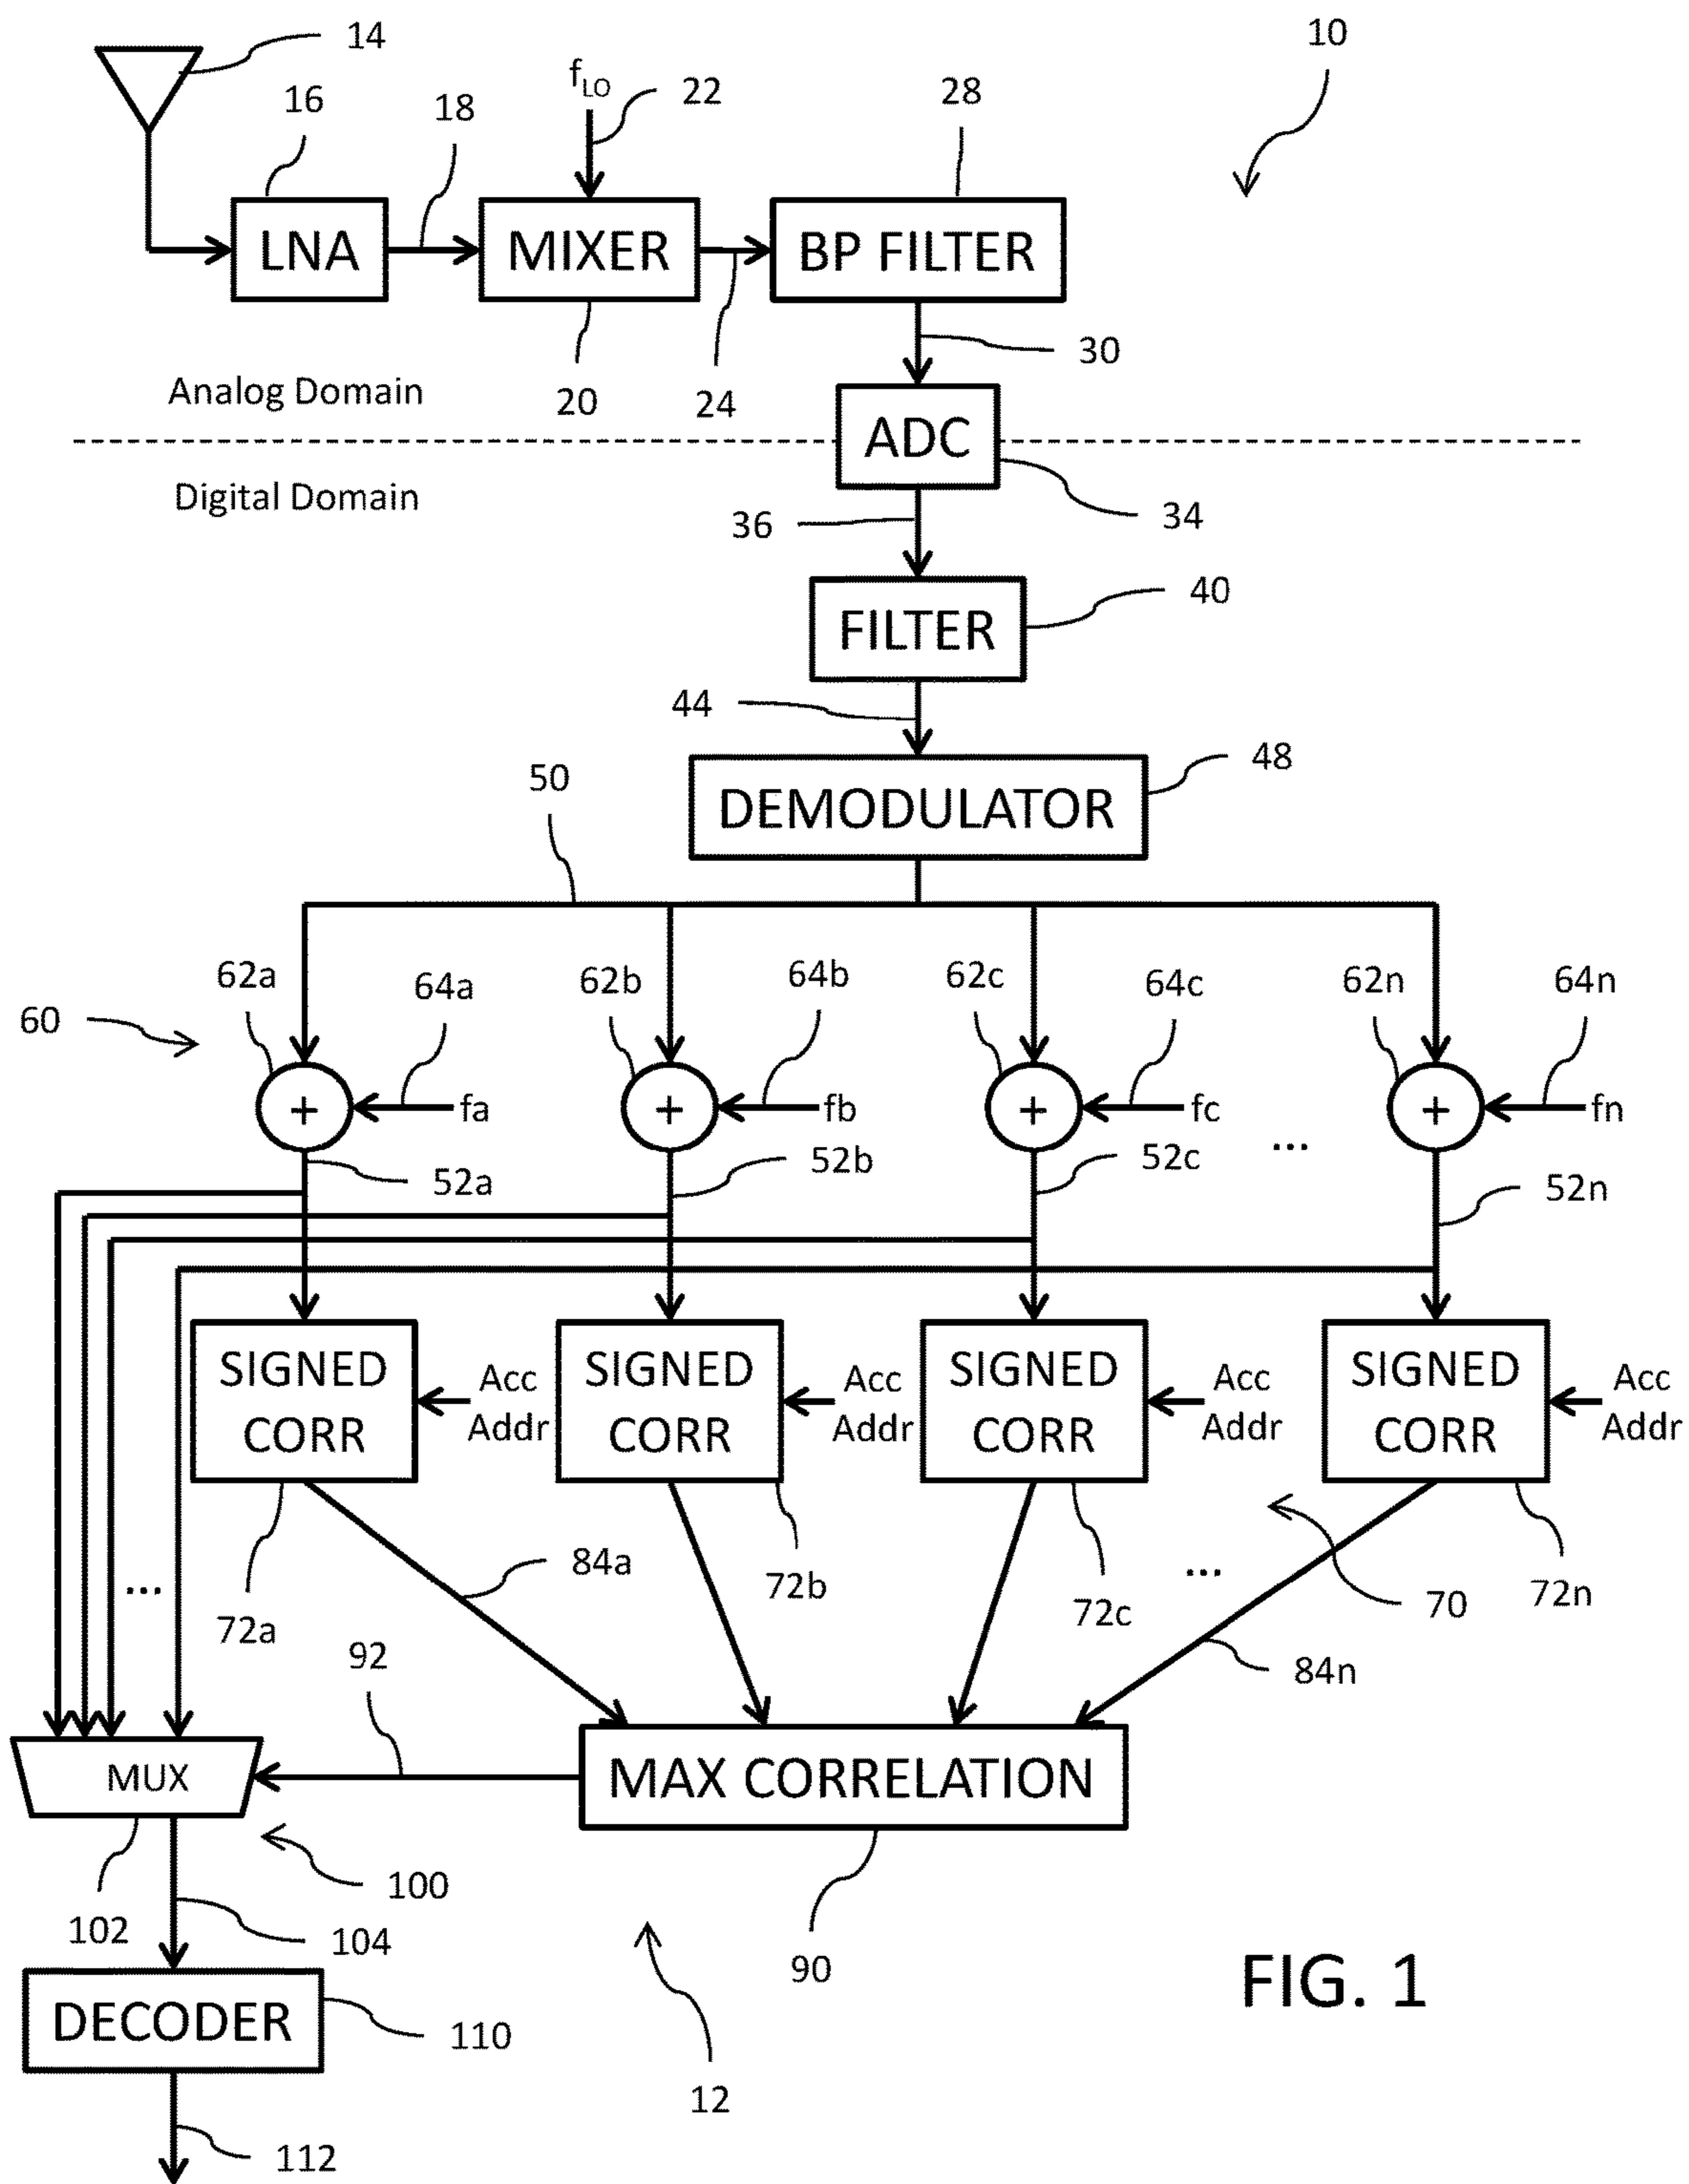 14
10
fLO
22
28
16
18
LNA
MIXER
BP FILTER
30
Analog Domain
20
24
ADC
Digital Domain
36
34
40
FILTER
44
48
50
DEMODULATOR
62a
64a
62b
64b
62c
64c
62n
64n
60
+
fa
+
fb
+
fc
...
+
fn
52a
52b
52c
52n
SIGNED
CORR
Acc
Addr
SIGNED
CORR
Acc
Addr
SIGNED
CORR
Acc
Addr
SIGNED
CORR
Acc
Addr
...
72a
84a
72b
72c
...
70
72n
92
84n
MUX
MAX CORRELATION
102
100
104
90
FIG. 1
DECODER
110
12
112